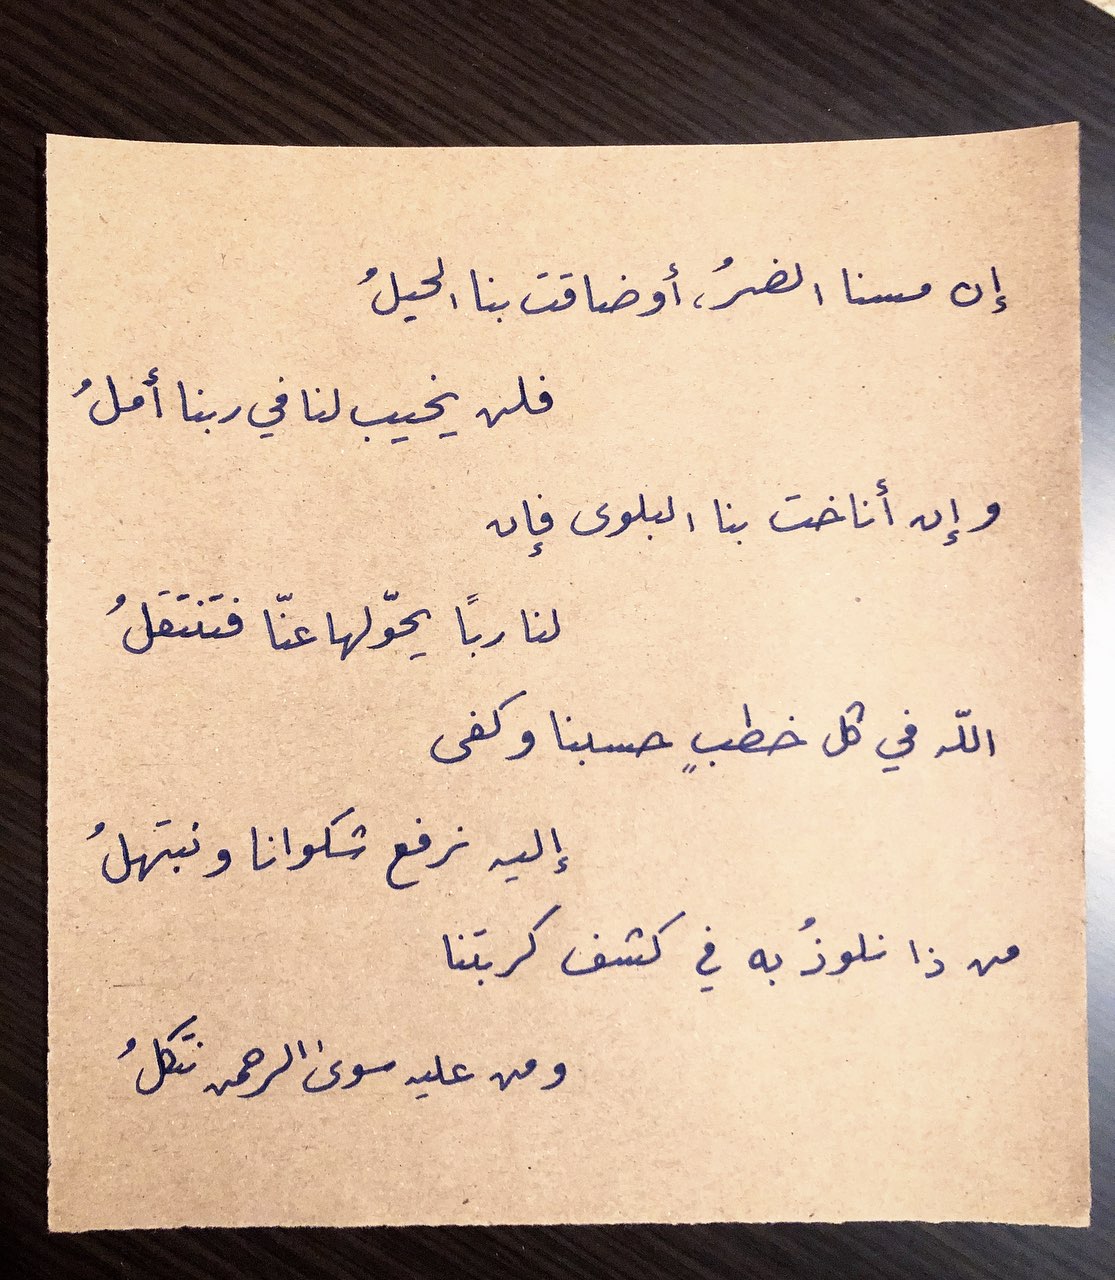 إن مسنا الضرُ، أو ضاقت بنا الحيلُ
فلن يخيب لنا في ربنا أملُ
وإن أناخت بنا البلوى فإن
لنا ربًا يحوّلها عنّا فتنتقلُ
اللّه في كل خطبٍ حسبنا وكفى
إليه نرفع شكوانا ونبتهلُ
من ذا نلوذُ به في كشف كربتنا
ومن عليه سوى الرحمن نتكلُ